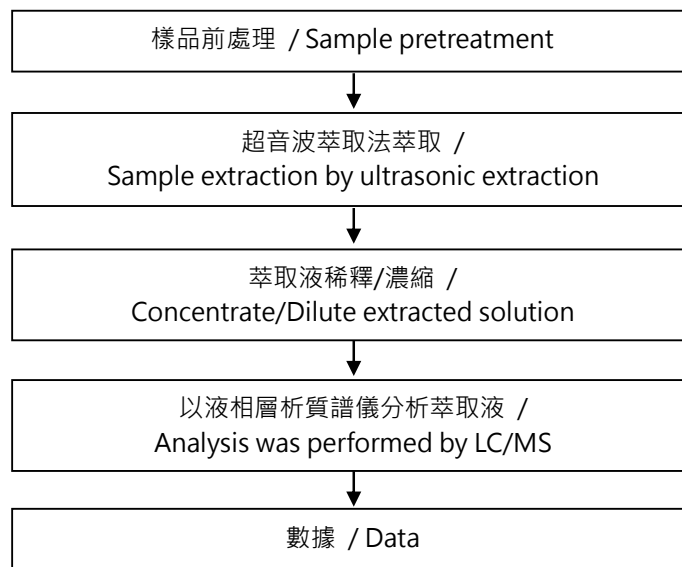 樣品前處理 / Sample pretreatment
超音波萃取法萃取 /
Sample extraction by ultrasonic extraction
萃取液稀釋/濃縮 /
Concentrate/Dilute extracted solution
以液相層析質譜儀分析萃取液 /
Analysis was performed by LC/MS
數據 / Data